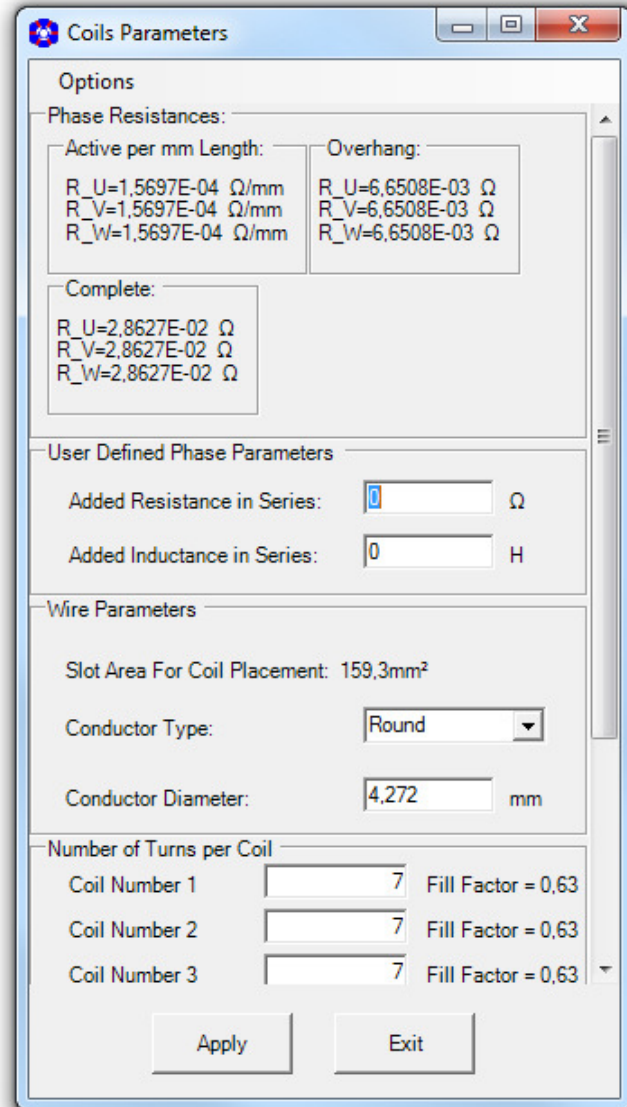 Coils Parameters
Options
Phase Resistances:
Active per mm Length:
R_U=1,5697E-04 Ω/mm
R_V=1,5697E-04 Ω/mm
R_W=1,5697E-04 Ω/mm
Overhang:
R_U=6,6508E-03 Ω
R_V=6,6508E-03 Ω
R_W=6,6508E-03 Ω
Complete:
R_U=2,8627E-02 Ω
R_V=2,8627E-02 Ω
R_W=2,8627E-02 Ω
User Defined Phase Parameters
Added Resistance in Series: 0 Ω
Added Inductance in Series: 0 H
Wire Parameters
Slot Area For Coil Placement: 159,3mm²
Conductor Type: Round
Conductor Diameter: 4,272 mm
Number of Turns per Coil
Coil Number 1 7 Fill Factor = 0,63
Coil Number 2 7 Fill Factor = 0,63
Coil Number 3 7 Fill Factor = 0,63
Apply Exit